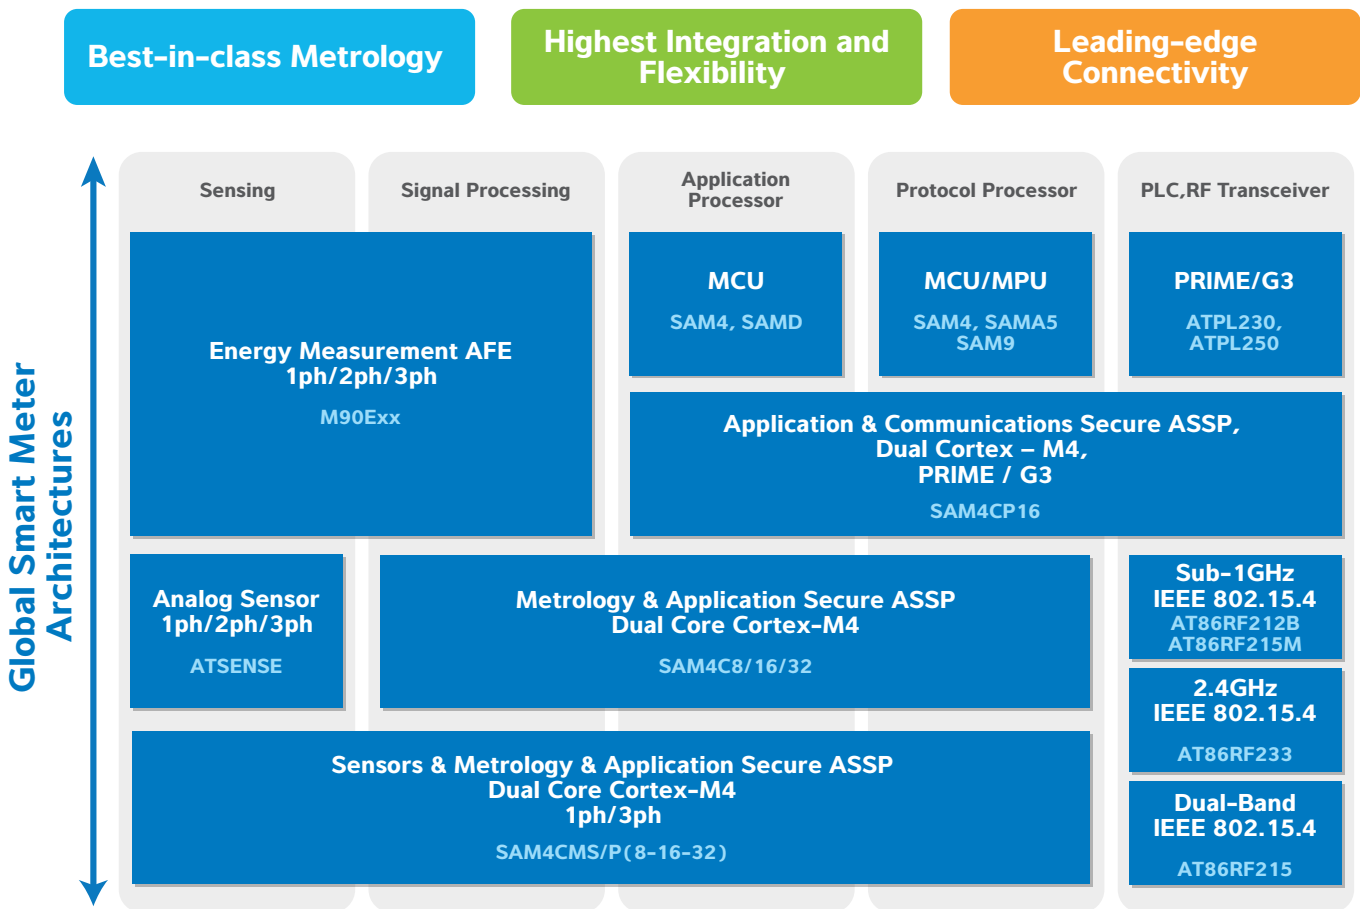 Best-in-class Metrology
Highest Integration and
Flexibility
Leading-edge
Connectivity
Global Smart Meter
Architectures
Sensing
Signal Processing
Application
Processor
Protocol Processor
PLC,RF Transceiver
Energy Measurement AFE
1ph/2ph/3ph
M90Exx
MCU
SAM4, SAMD
MCU/MPU
SAM4, SAMA5
SAM9
PRIME/G3
ATPL230,
ATPL250
Application & Communications Secure ASSP,
Dual Cortex – M4,
PRIME / G3
SAM4CP16
Analog Sensor
1ph/2ph/3ph
ATSENSE
Metrology & Application Secure ASSP
Dual Core Cortex-M4
SAM4C8/16/32
Sub-1GHz
IEEE 802.15.4
AT86RF212B
AT86RF215M
2.4GHz
IEEE 802.15.4
AT86RF233
Sensors & Metrology & Application Secure ASSP
Dual Core Cortex-M4
1ph/3ph
SAM4CMS/P(8-16-32)
Dual-Band
IEEE 802.15.4
AT86RF215